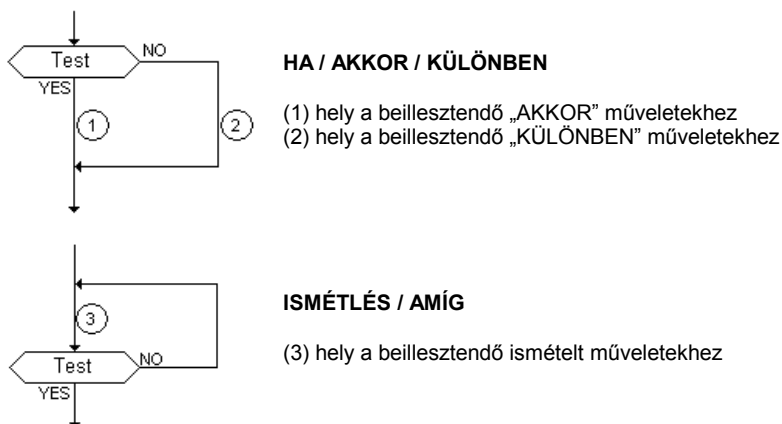 Test
NO
YES
1
2
HA / AKKOR / KÜLÖNBEN
(1) hely a beillesztendő „AKKOR” műveletekhez
(2) hely a beillesztendő „KÜLÖNBEN” műveletekhez
3
Test
NO
YES
ISMÉTLÉS / AMÍG
(3) hely a beillesztendő ismételt műveletekhez